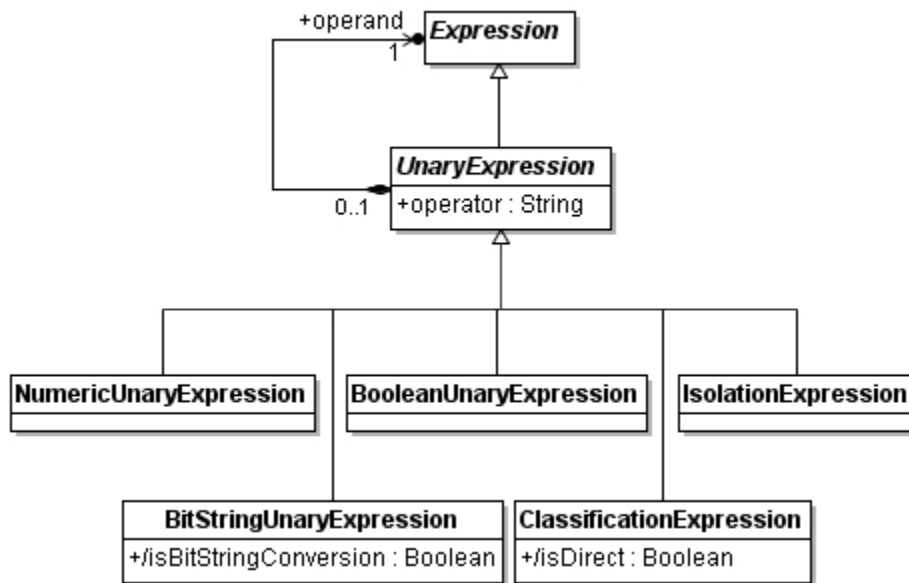 +operand
1
Expression
UnaryExpression
+operator : String
0..1
NumericUnaryExpression
BooleanUnaryExpression
IsolationExpression
BitStringUnaryExpression
+/isBitStringConversion : Boolean
ClassificationExpression
+/isDirect : Boolean